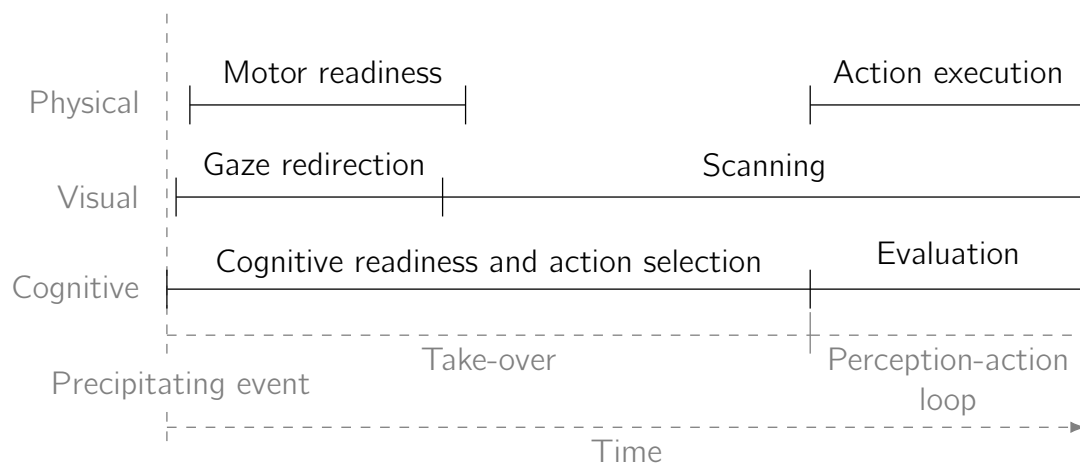 Motor readiness
Action execution
Physical
Gaze redirection
Scanning
Visual
Cognitive readiness and action selection
Evaluation
Cognitive
Take-over
Perception-action
loop
Precipitating event
Time